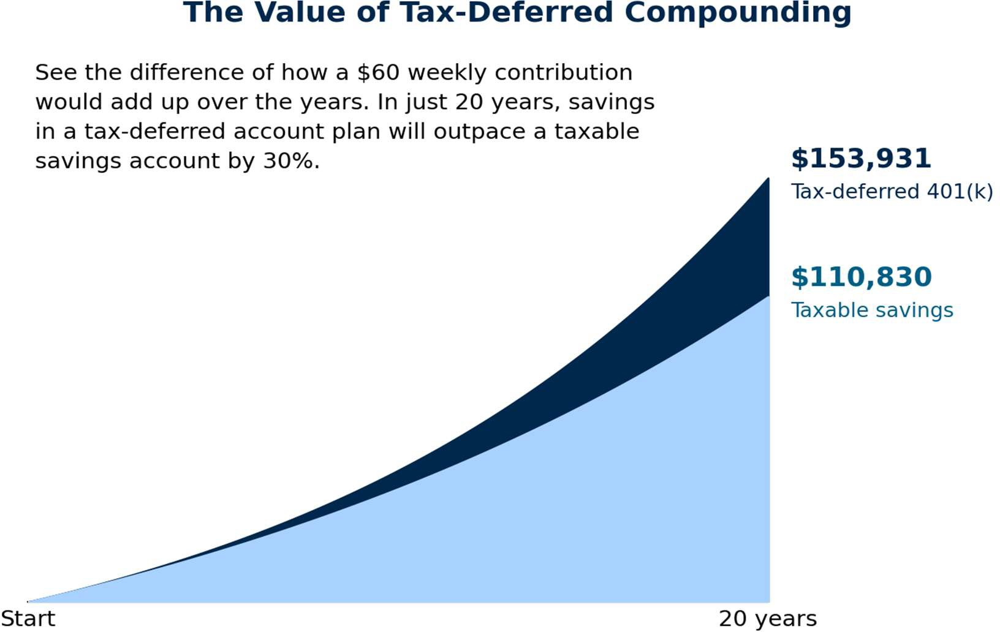 The Value of Tax-Deferred Compounding
See the difference of how a $60 weekly contribution
would add up over the years. In just 20 years, savings
in a tax-deferred account plan will outpace a taxable
savings account by 30%.
$153,931
Tax-deferred 401(k)
$110,830
Taxable savings
Start
20 years